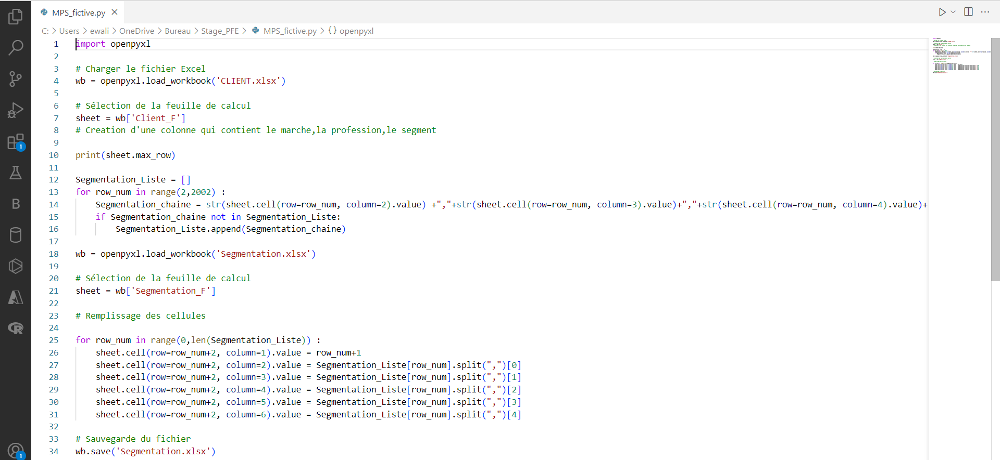 MPS_fictive.py
C: > Users > ewali > OneDrive > Bureau > Stage_PFE > MPS_fictive.py > {} openpyxl
1 import openpyxl
2
3 # Charger le fichier Excel
4 wb = openpyxl.load_workbook('CLIENT.xlsx')
5
6 # Sélection de la feuille de calcul
7 sheet = wb['Client_F']
8 # Creation d'une colonne qui contient le marche,la profession,le segment
9
10 print(sheet.max_row)
11
12 Segmentation_Liste = []
13 for row_num in range(2,2002) :
14     Segmentation_chaine = str(sheet.cell(row=row_num, column=2).value) +","+str(sheet.cell(row=row_num, column=3).value)+","+str(sheet.cell(row=row_num, column=4).value)+
15     if Segmentation_chaine not in Segmentation_Liste:
16         Segmentation_Liste.append(Segmentation_chaine)
17
18 wb = openpyxl.load_workbook('Segmentation.xlsx')
19
20 # Sélection de la feuille de calcul
21 sheet = wb['Segmentation_F']
22
23 # Remplissage des cellules
24
25 for row_num in range(0,len(Segmentation_Liste)) :
26     sheet.cell(row=row_num+2, column=1).value = row_num+1
27     sheet.cell(row=row_num+2, column=2).value = Segmentation_Liste[row_num].split(",")[0]
28     sheet.cell(row=row_num+2, column=3).value = Segmentation_Liste[row_num].split(",")[1]
29     sheet.cell(row=row_num+2, column=4).value = Segmentation_Liste[row_num].split(",")[2]
30     sheet.cell(row=row_num+2, column=5).value = Segmentation_Liste[row_num].split(",")[3]
31     sheet.cell(row=row_num+2, column=6).value = Segmentation_Liste[row_num].split(",")[4]
32
33 # Sauvegarde du fichier
34 wb.save('Segmentation.xlsx')
B
R
1
1